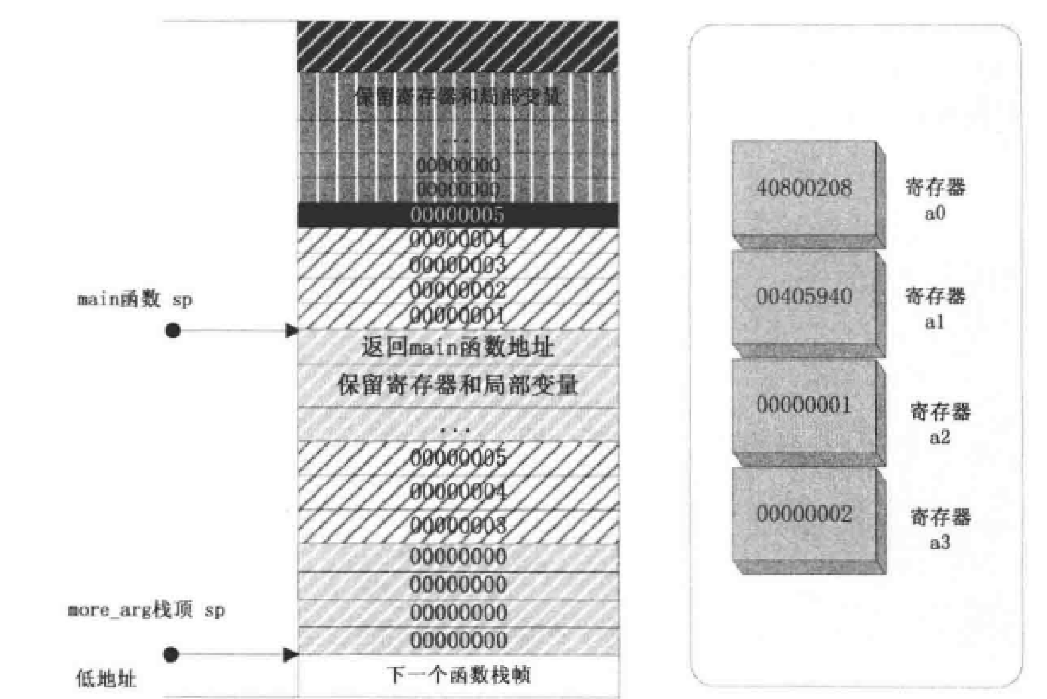 保留寄存器和局部变量
...
00000000
00000000
00000005
00000004
00000003
00000002
00000001
main函数 sp
返回main函数地址
保留寄存器和局部变量
...
00000005
00000004
00000003
00000000
00000000
00000000
00000000
more_arg栈顶 sp
低地址
下一个函数栈帧
40800208
寄存器
a0
00405940
寄存器
a1
00000001
寄存器
a2
00000002
寄存器
a3